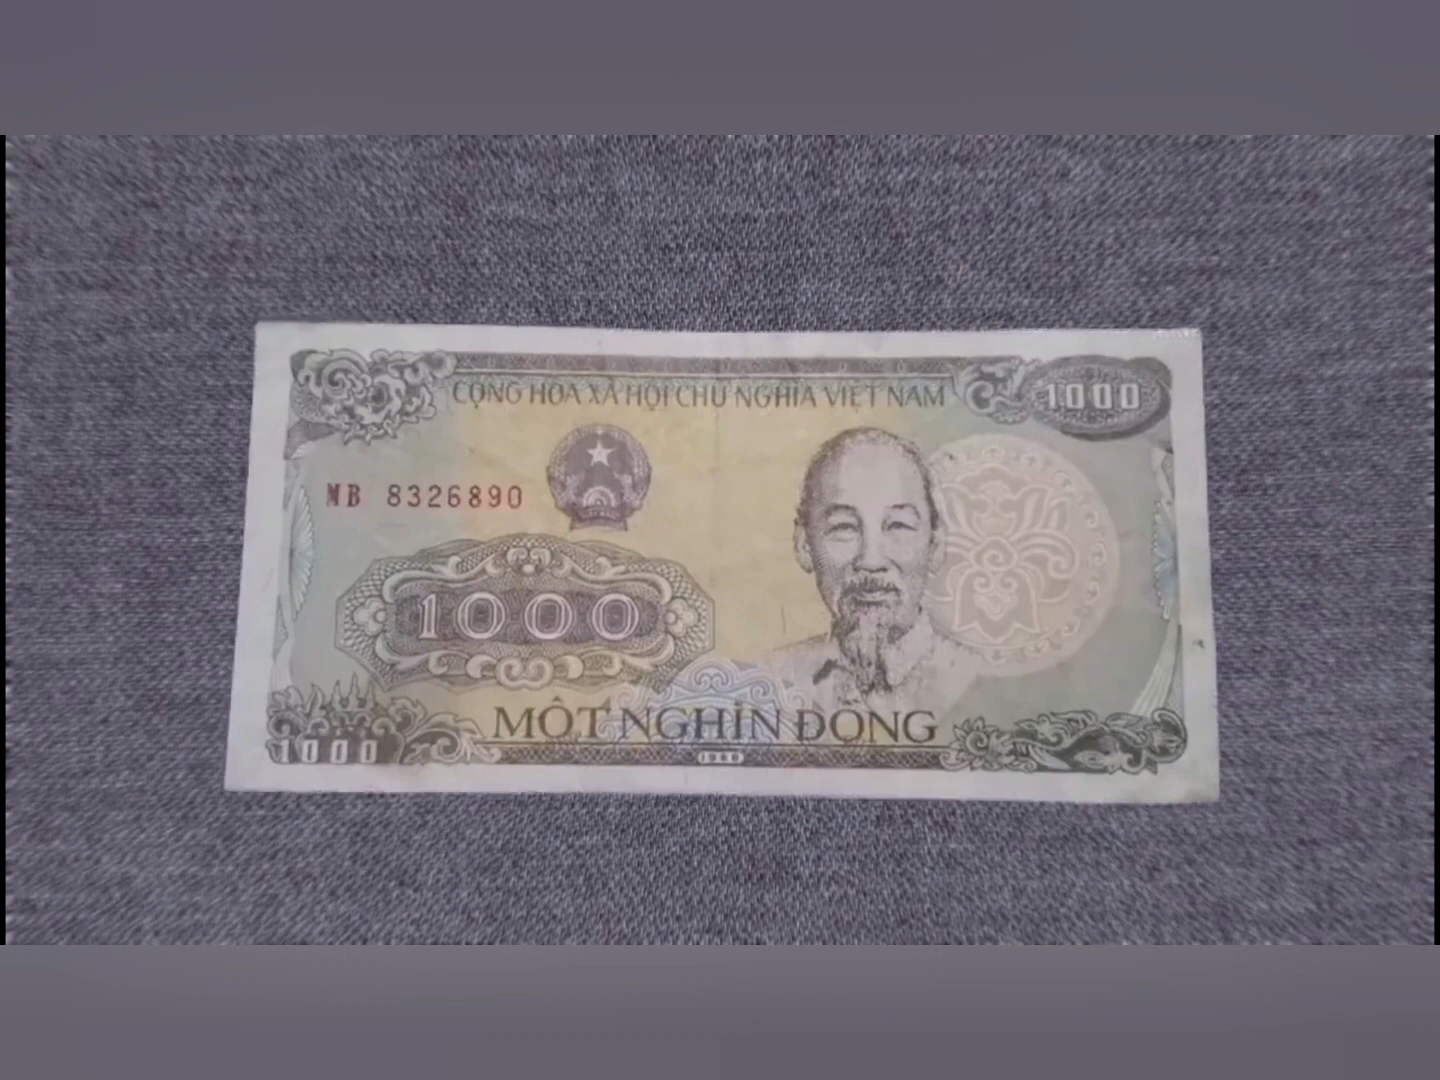 CỘNG HÒA XÃ HỘI CHỦ NGHĨA VIỆT NAM
1000
MB 8326890
1000
MỘT NGHÌN ĐỒNG
1000